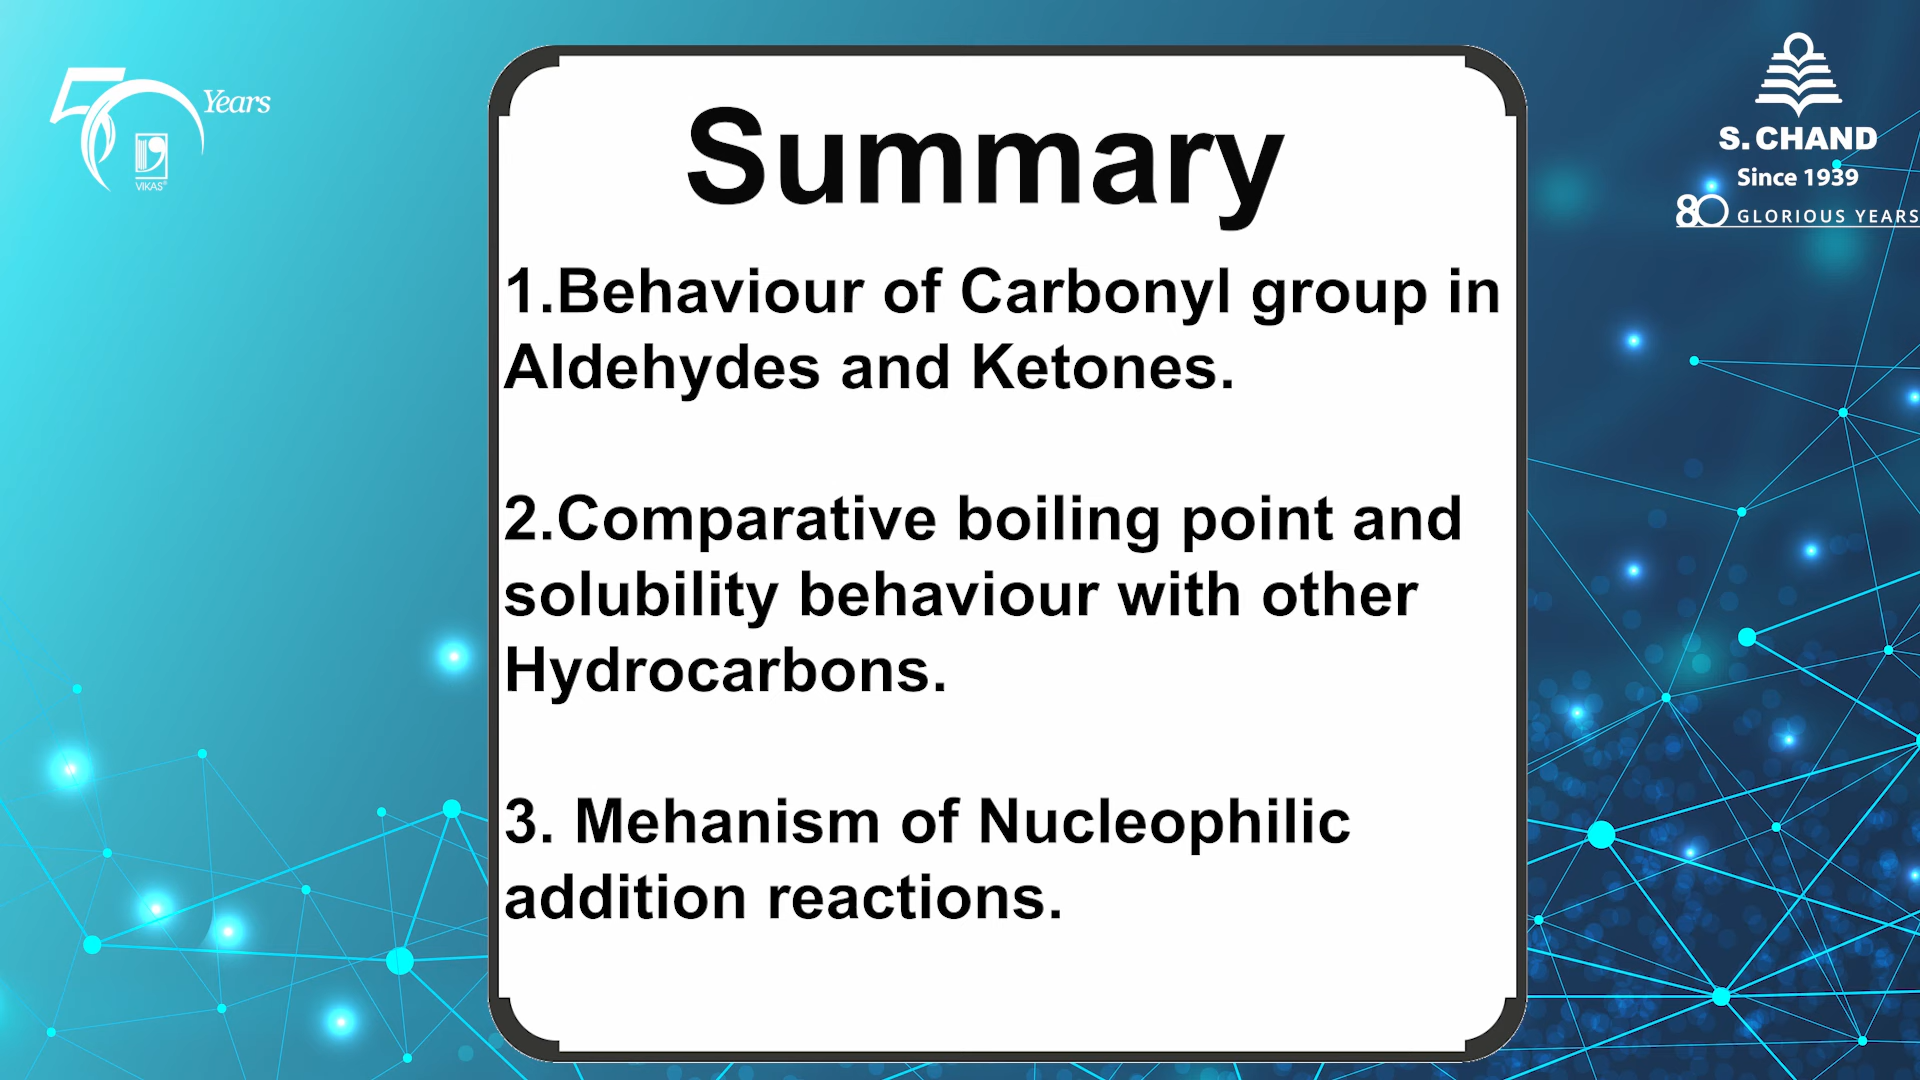 50 Years
VIKAS®
S. CHAND
Since 1939
80 GLORIOUS YEARS
Summary
1.Behaviour of Carbonyl group in
Aldehydes and Ketones.
2.Comparative boiling point and
solubility behaviour with other
Hydrocarbons.
3. Mehanism of Nucleophilic
addition reactions.